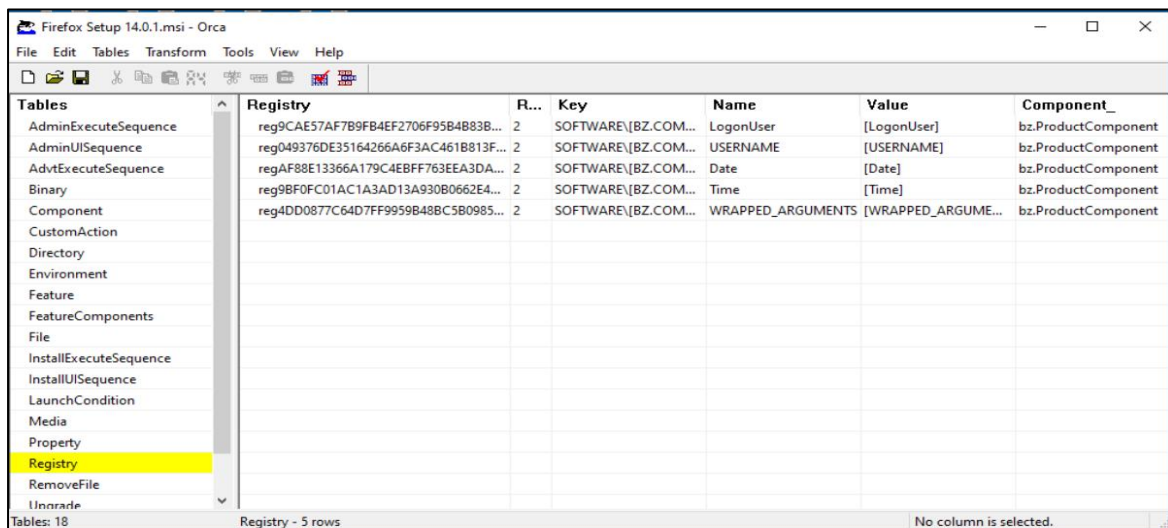 Firefox Setup 14.0.1.msi - Orca
File Edit Tables Transform Tools View Help
Tables Registry R... Key Name Value Component_
AdminExecuteSequence reg9CAE57AF7B9FB4EF2706F95B4B83B... 2 SOFTWARE\[BZ.COM... LogonUser [LogonUser] bz.ProductComponent
AdminUISequence reg049376DE35164266A6F3AC461B813F... 2 SOFTWARE\[BZ.COM... USERNAME [USERNAME] bz.ProductComponent
AdvtExecuteSequence regAF88E13366A179C4EBFF763EEA3DA... 2 SOFTWARE\[BZ.COM... Date [Date] bz.ProductComponent
Binary reg9BF0FC01AC1A3AD13A930B0662E4... 2 SOFTWARE\[BZ.COM... Time [Time] bz.ProductComponent
Component reg4DD0877C64D7FF9959B48BC5B0985... 2 SOFTWARE\[BZ.COM... WRAPPED_ARGUMENTS [WRAPPED_ARGUME... bz.ProductComponent
CustomAction
Directory
Environment
Feature
FeatureComponents
File
InstallExecuteSequence
InstallUISequence
LaunchCondition
Media
Property
Registry
RemoveFile
Upgrade
Tables: 18 Registry - 5 rows No column is selected.